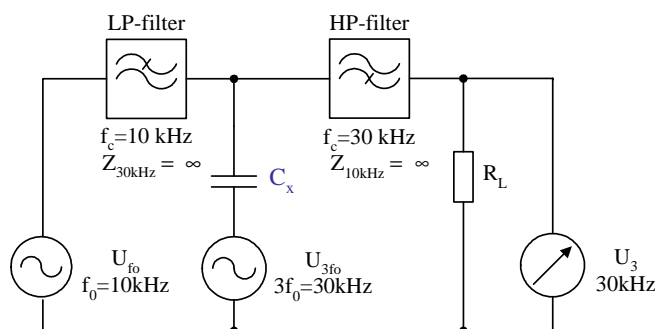 LP-filter
HP-filter
f_c=10 kHz
Z_30kHz = ∞
f_c=30 kHz
Z_10kHz = ∞
C_x
R_L
U_fo
f_0=10kHz
U_3fo
3f_0=30kHz
U_3
30kHz